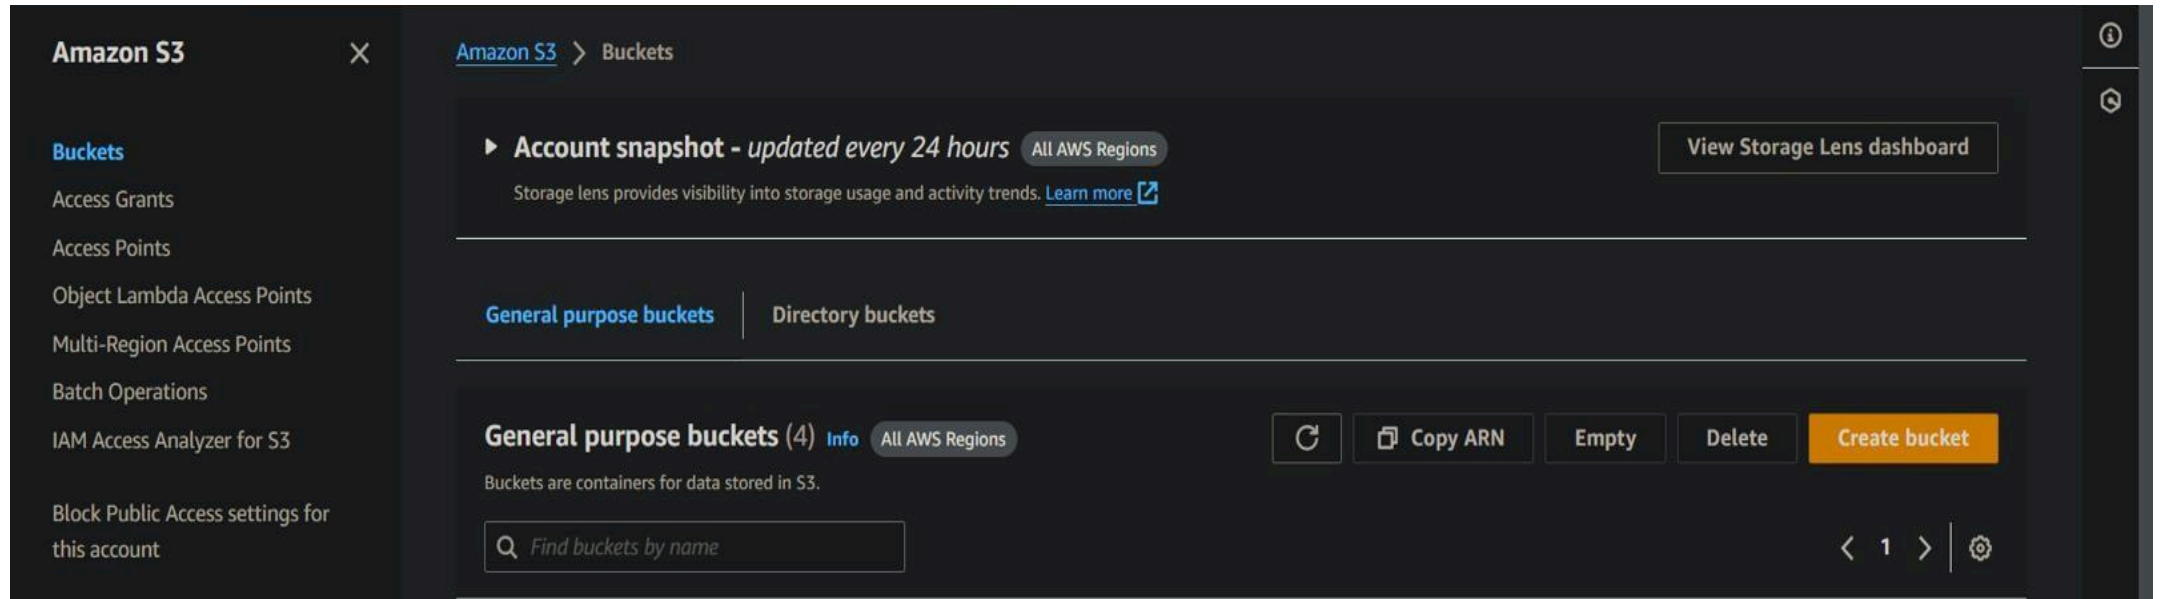 Amazon S3
Buckets
Access Grants
Access Points
Object Lambda Access Points
Multi-Region Access Points
Batch Operations
IAM Access Analyzer for S3
Block Public Access settings for
this account
Amazon S3 > Buckets
Account snapshot - updated every 24 hours All AWS Regions
View Storage Lens dashboard
Storage lens provides visibility into storage usage and activity trends. Learn more
General purpose buckets
Directory buckets
General purpose buckets (4) Info All AWS Regions
Copy ARN
Empty
Delete
Create bucket
Buckets are containers for data stored in S3.
Find buckets by name
1